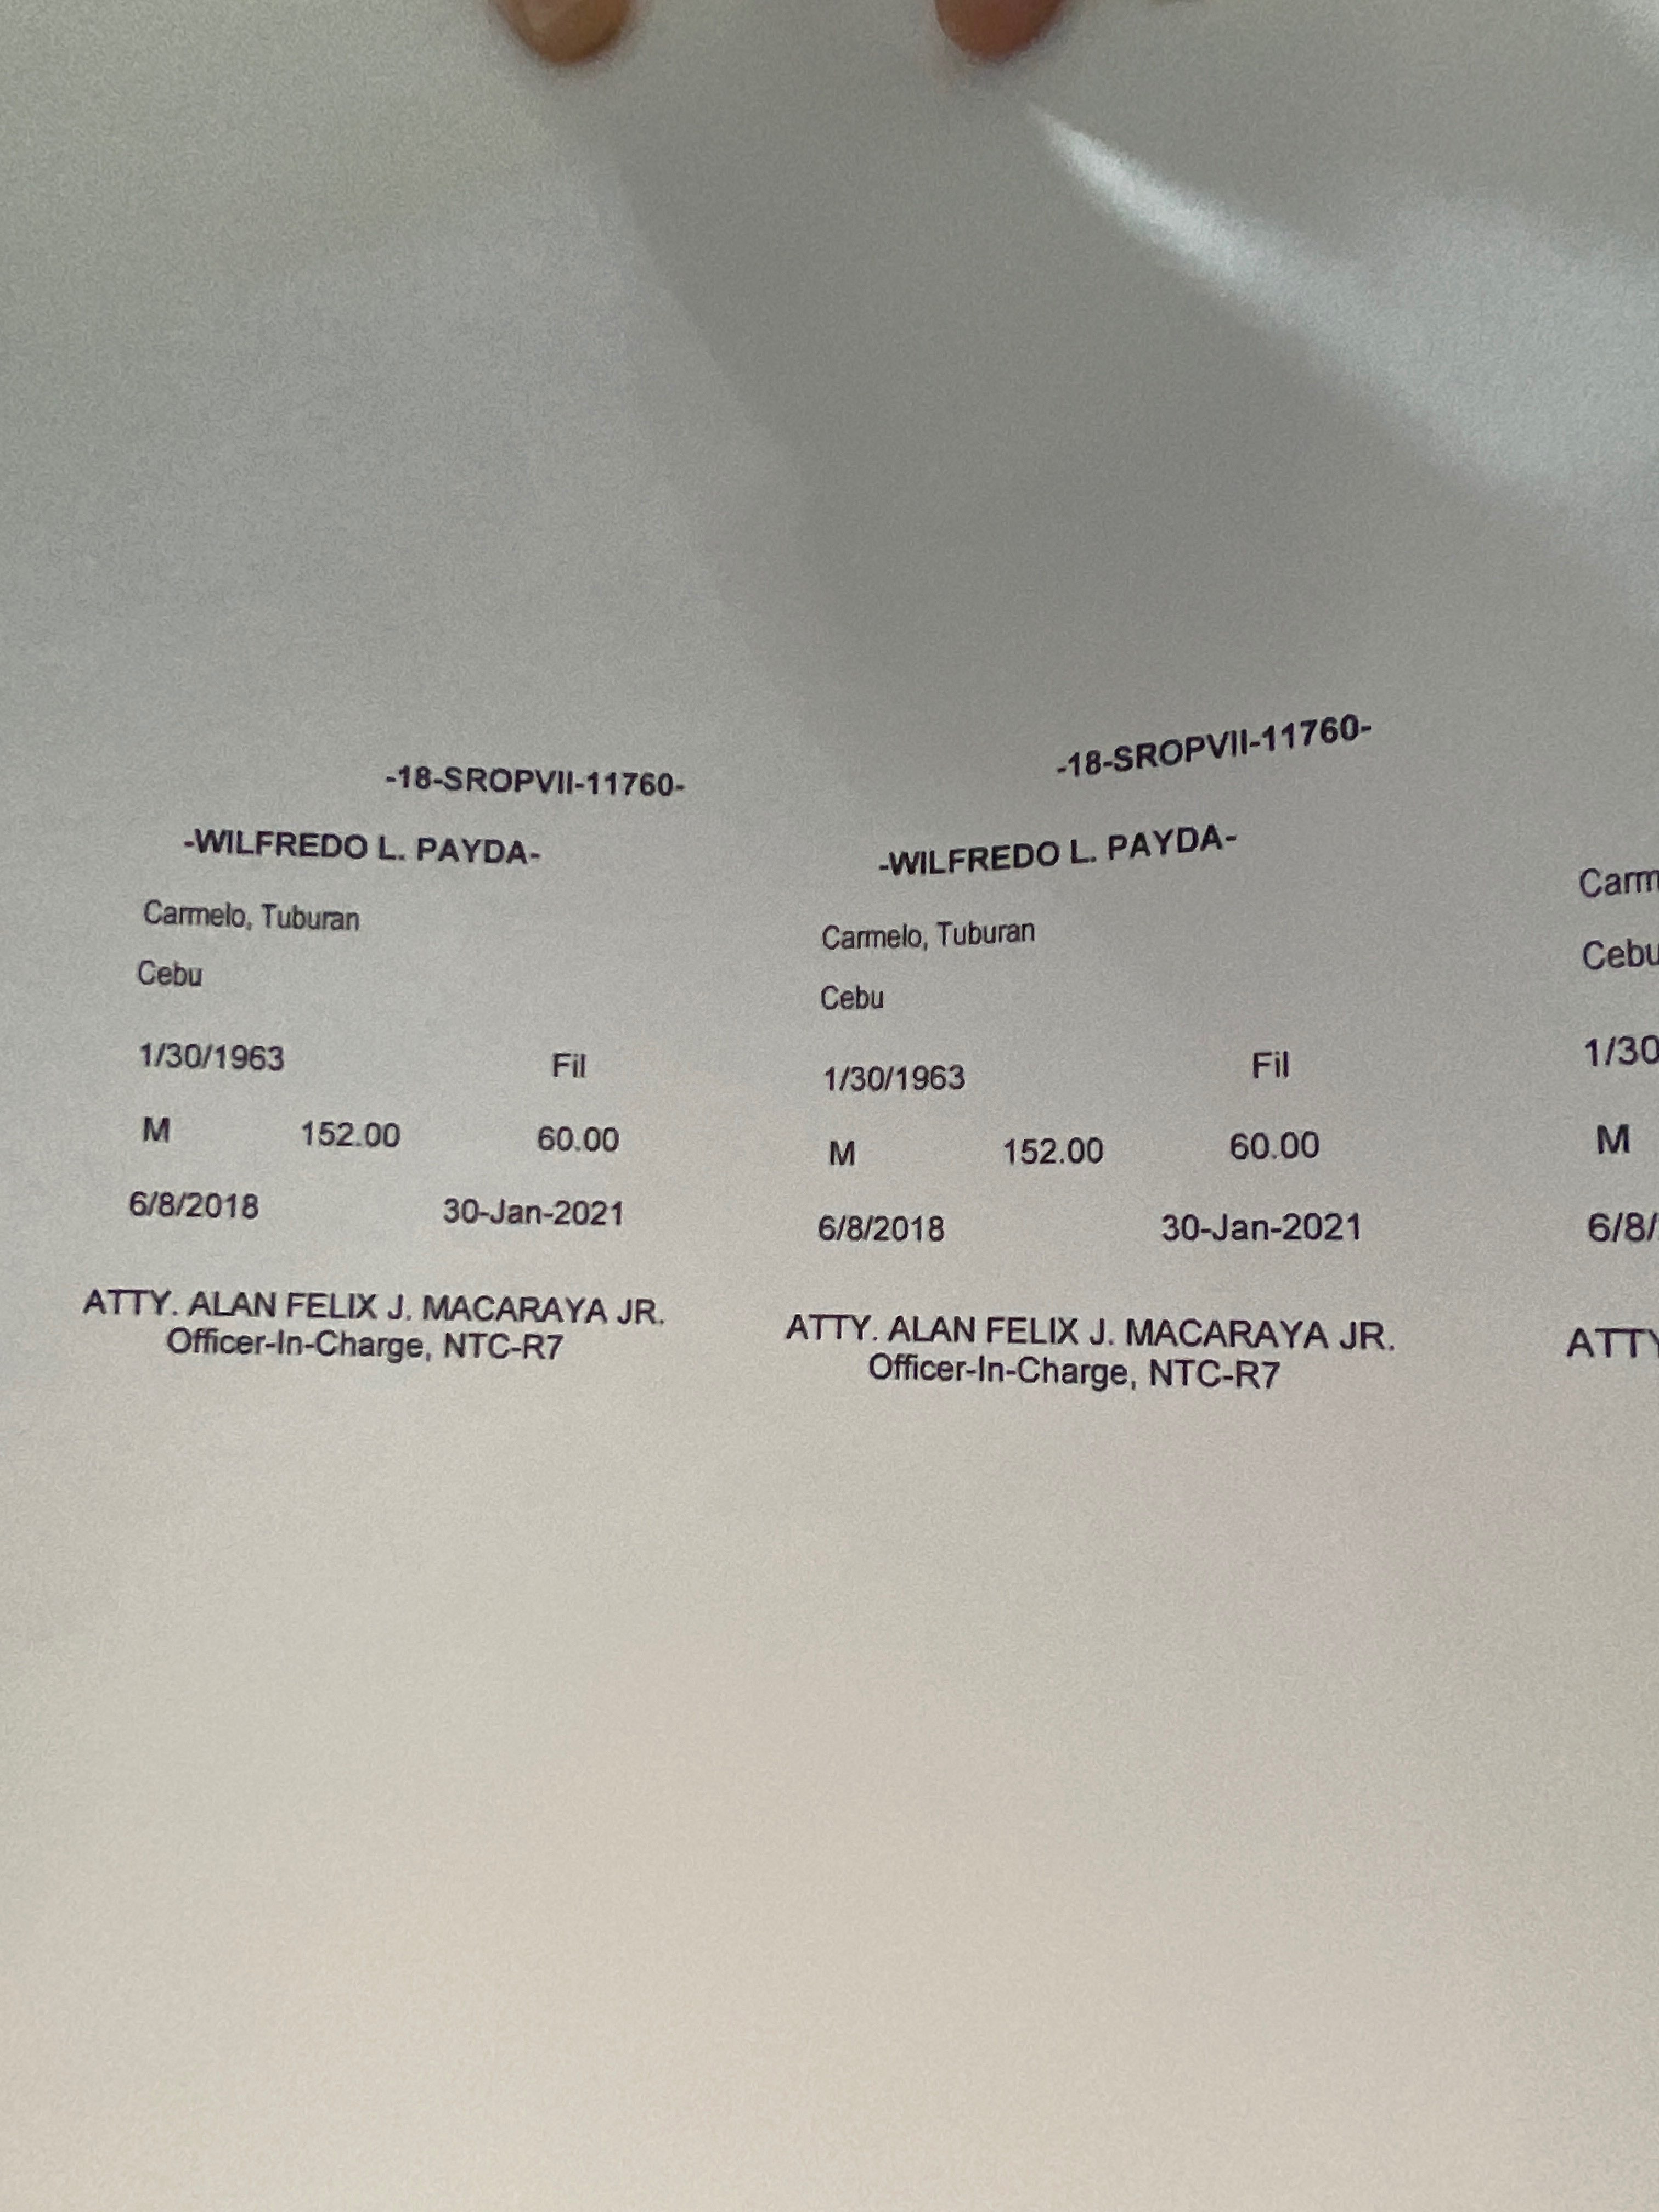 -18-SROPVII-11760-
-WILFREDO L. PAYDA-
Carmelo, Tuburan
Cebu
1/30/1963 Fil
M 152.00 60.00
6/8/2018 30-Jan-2021
ATTY. ALAN FELIX J. MACARAYA JR.
Officer-In-Charge, NTC-R7
-18-SROPVII-11760-
-WILFREDO L. PAYDA-
Carmelo, Tuburan
Cebu
1/30/1963 Fil
M 152.00 60.00
6/8/2018 30-Jan-2021
ATTY. ALAN FELIX J. MACARAYA JR.
Officer-In-Charge, NTC-R7
Carm
Cebu
1/30
M
6/8/
ATTY